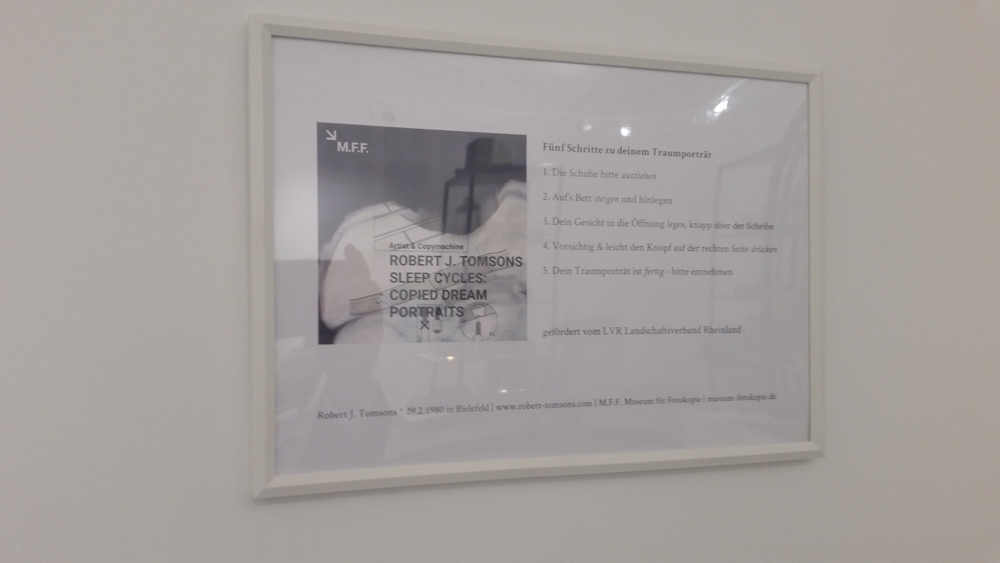 M.F.F.
Artist & Copymachine
ROBERT J. TOMSONS
SLEEP CYCLES:
COPIED DREAM
PORTRAITS
Fünf Schritte zu deinem Traumporträt
1. Die Schuhe bitte ausziehen
2. Auf's Bett steigen und hinlegen
3. Dein Gesicht in die Öffnung legen, knapp über der Scheibe
4. Vorsichtig & leicht den Knopf auf der rechten Seite drücken
5. Dein Traumporträt ist fertig - bitte entnehmen
gefördert vom LVR Landschaftsverband Rheinland
Robert J. Tomsons * 29.2.1980 in Bielefeld | www.robert-tomsons.com | M.F.F. Museum für Fotokopie | museum-fotokopie.de